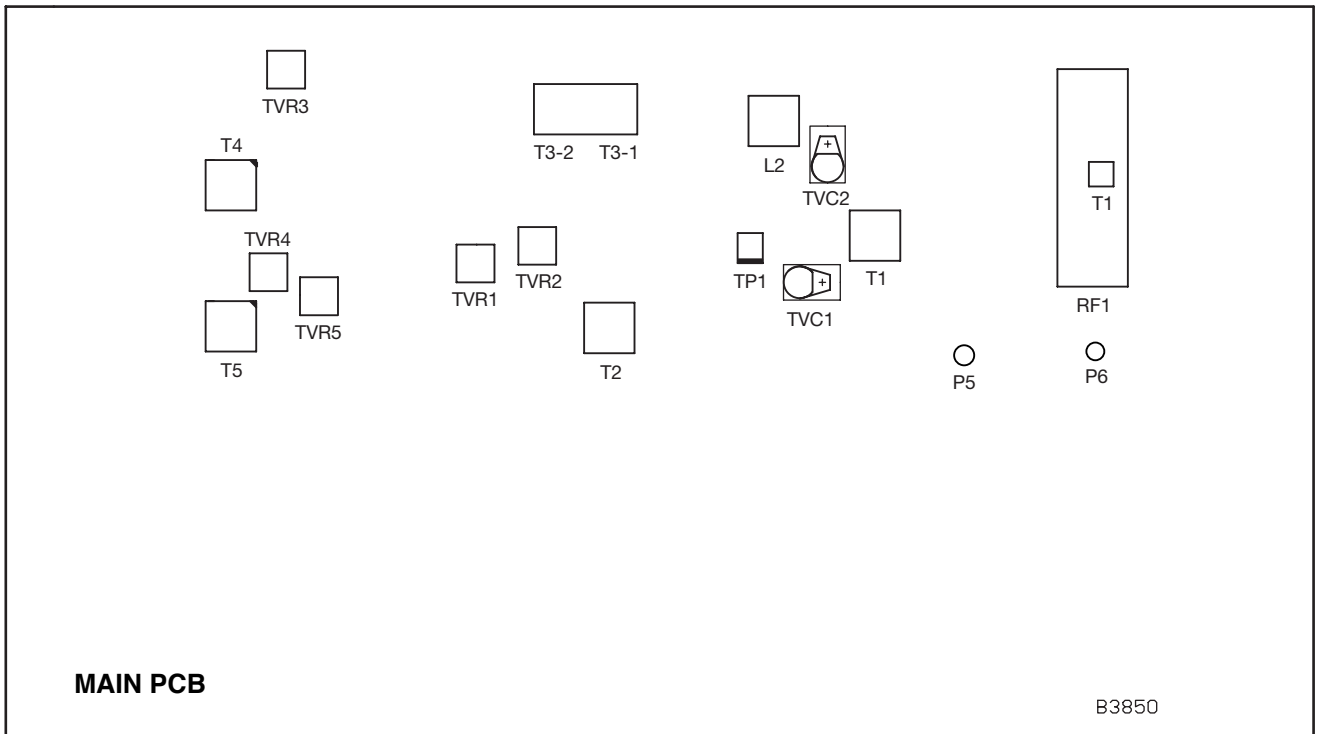 TVR3
T4
T3-2 T3-1
L2
TVC2
T1
TVR4
TVR2
TP1
T1
TVR1
RF1
TVC1
TVR5
T5
T2
P5
P6
MAIN PCB
B3850